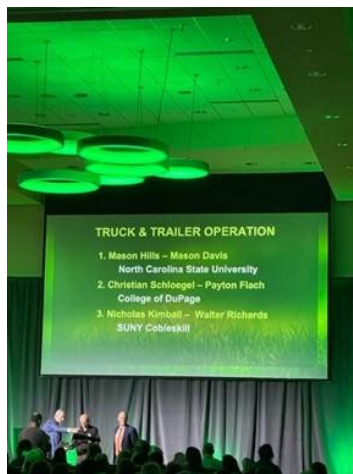 TRUCK & TRAILER OPERATION
1. Mason Hills – Mason Davis
North Carolina State University
2. Christian Schloegel – Payton Flach
College of DuPage
3. Nicholas Kimball – Walter Richards
SUNY Cobleskill